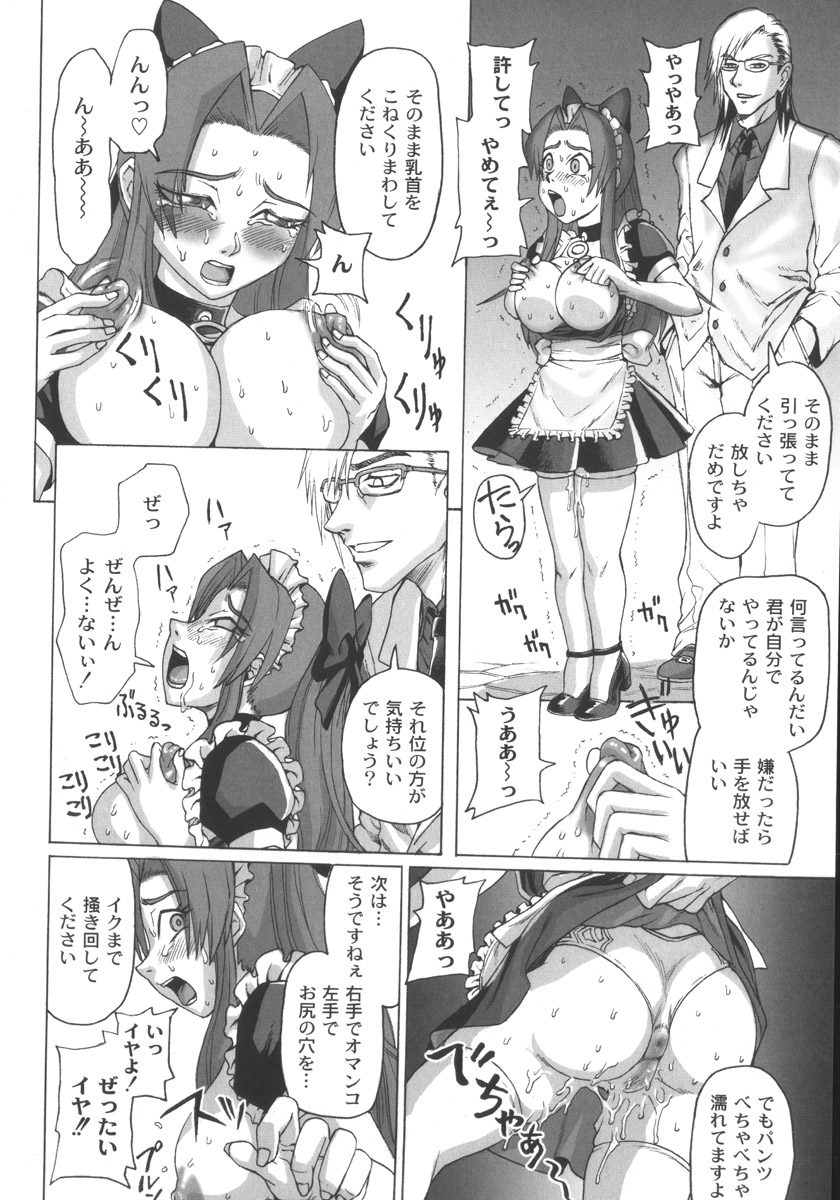 やっやあっ
許してっ
やめてぇ〜っ
そのまま
引っ張ってて
ください
放しちゃ
だめですよ
たらっ
ガク
ガク
何言ってるんだい
君が自分で
やってるんじゃ
ないか
嫌だったら
手を放せば
いい
うああ〜っ
きゅいいい
そのまま乳首を
こねくりまわして
ください
んんっ♡
ん〜ああ〜〜
ん
くりゅ
くりゅ
くり
くり
ぜっ
ぜんぜ…ん
よく…ないぃぃ!
ハァ
ハァ
ぶるるっ
こりこり
こりこり
それ位の方が
気持ちいい
でしょう?
やああっ
べちゃあ〜
でもパンツ
べちゃべちゃ
濡れてますよ
次は…
そうですねぇ
右手でオマンコ
左手で
お尻の穴を…
イクまで
掻き回して
ください
いっ
イヤよ!
ぜったい
イヤ!!
プルン